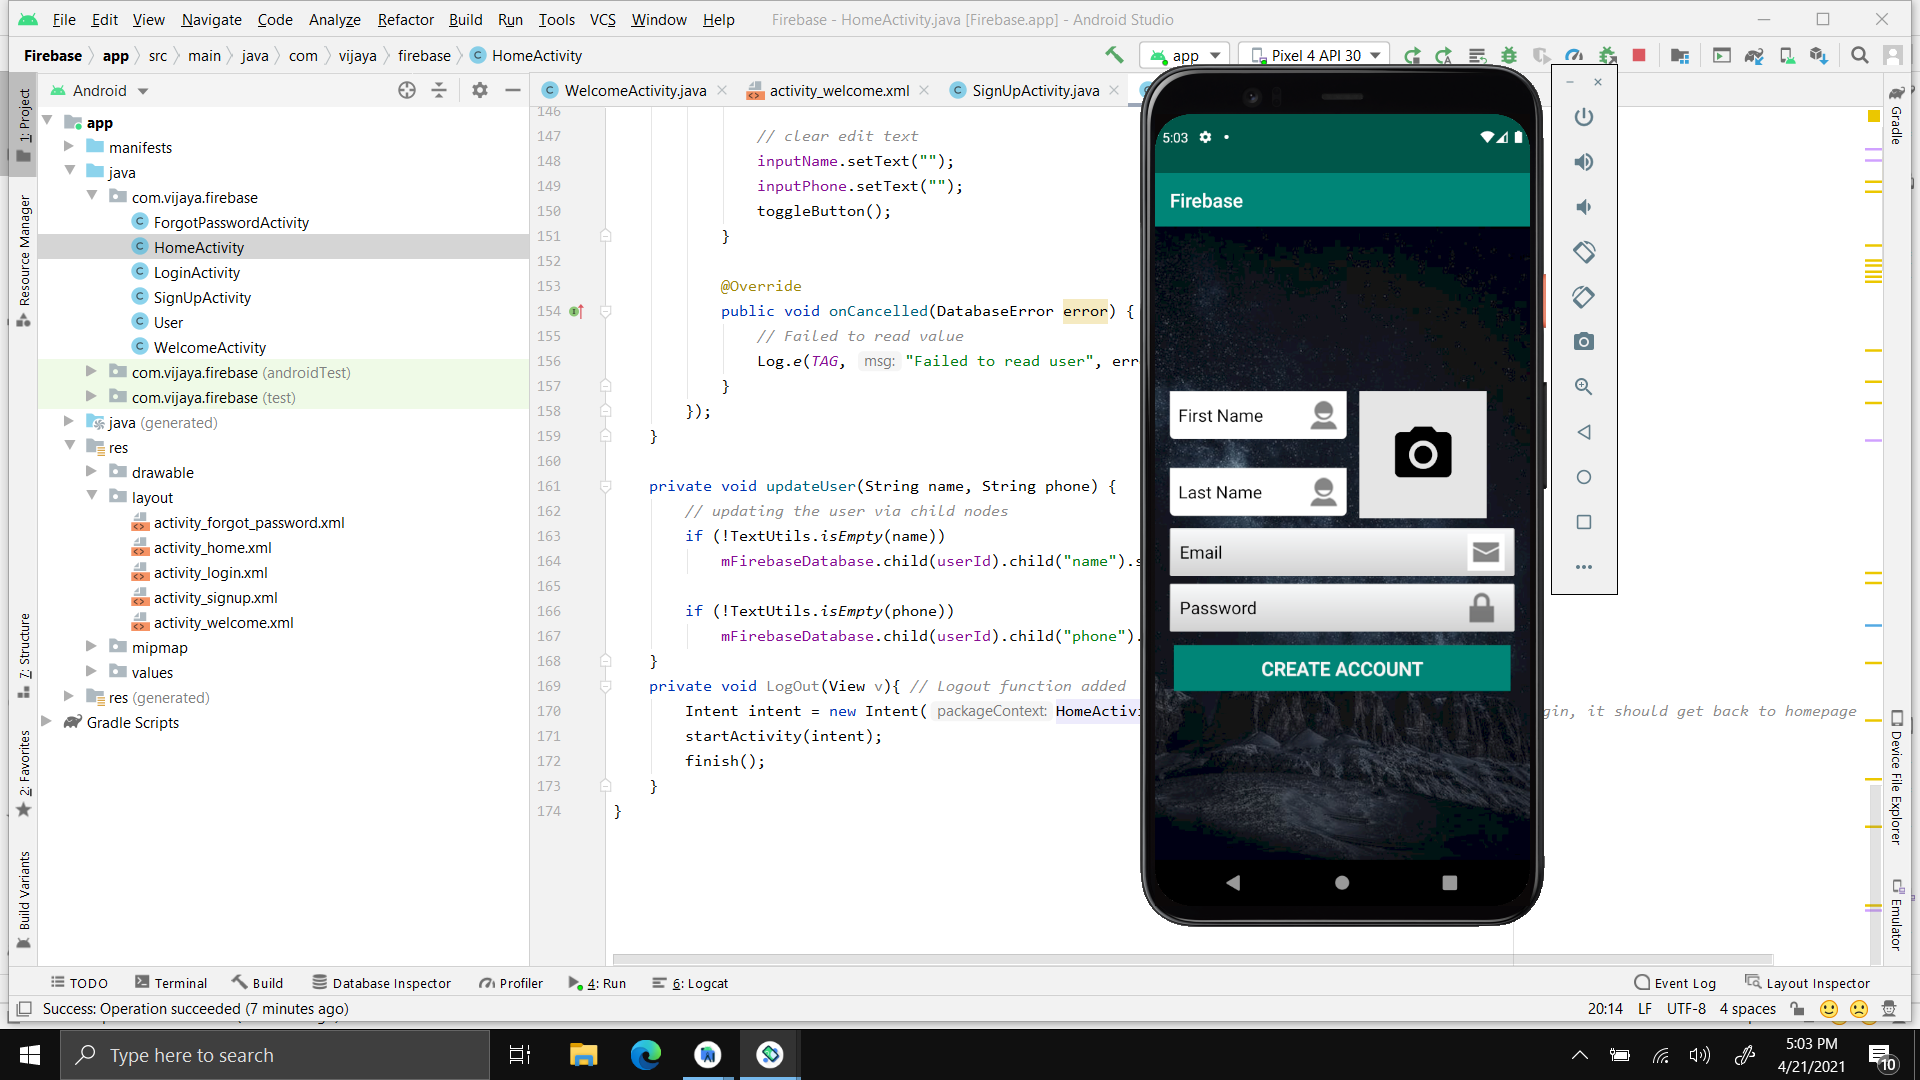 File Edit View Navigate Code Analyze Refactor Build Run Tools VCS Window Help Firebase - HomeActivity.java [Firebase.app] - Android Studio
Firebase app src main java com vijaya firebase C HomeActivity app Pixel 4 API 30
Android
WelcomeActivity.java activity_welcome.xml SignUpActivity.java
1: Project
Resource Manager
7: Structure
2: Favorites
Build Variants
app
manifests
java
com.vijaya.firebase
ForgotPasswordActivity
HomeActivity
LoginActivity
SignUpActivity
User
WelcomeActivity
com.vijaya.firebase (androidTest)
com.vijaya.firebase (test)
java (generated)
res
drawable
layout
activity_forgot_password.xml
activity_home.xml
activity_login.xml
activity_signup.xml
activity_welcome.xml
mipmap
values
res (generated)
Gradle Scripts
146
147 // clear edit text
148 inputName.setText("");
149 inputPhone.setText("");
150 toggleButton();
151 }
152
153 @Override
154 public void onCancelled(DatabaseError error) {
155 // Failed to read value
156 Log.e(TAG, msg: "Failed to read user", err
157 }
158 });
159 }
160
161 private void updateUser(String name, String phone) {
162 // updating the user via child nodes
163 if (!TextUtils.isEmpty(name))
164 mFirebaseDatabase.child(userId).child("name").s
165
166 if (!TextUtils.isEmpty(phone))
167 mFirebaseDatabase.child(userId).child("phone").
168 }
169 private void LogOut(View v){ // Logout function added
170 Intent intent = new Intent( packageContext: HomeActivi gin, it should get back to homepage
171 startActivity(intent);
172 finish();
173 }
174 }
5:03
Firebase
First Name
Last Name
Email
Password
CREATE ACCOUNT
Gradle
Device File Explorer
Emulator
TODO Terminal Build Database Inspector Profiler 4: Run 6: Logcat Event Log Layout Inspector
Success: Operation succeeded (7 minutes ago) 20:14 LF UTF-8 4 spaces
Type here to search
5:03 PM
4/21/2021
10